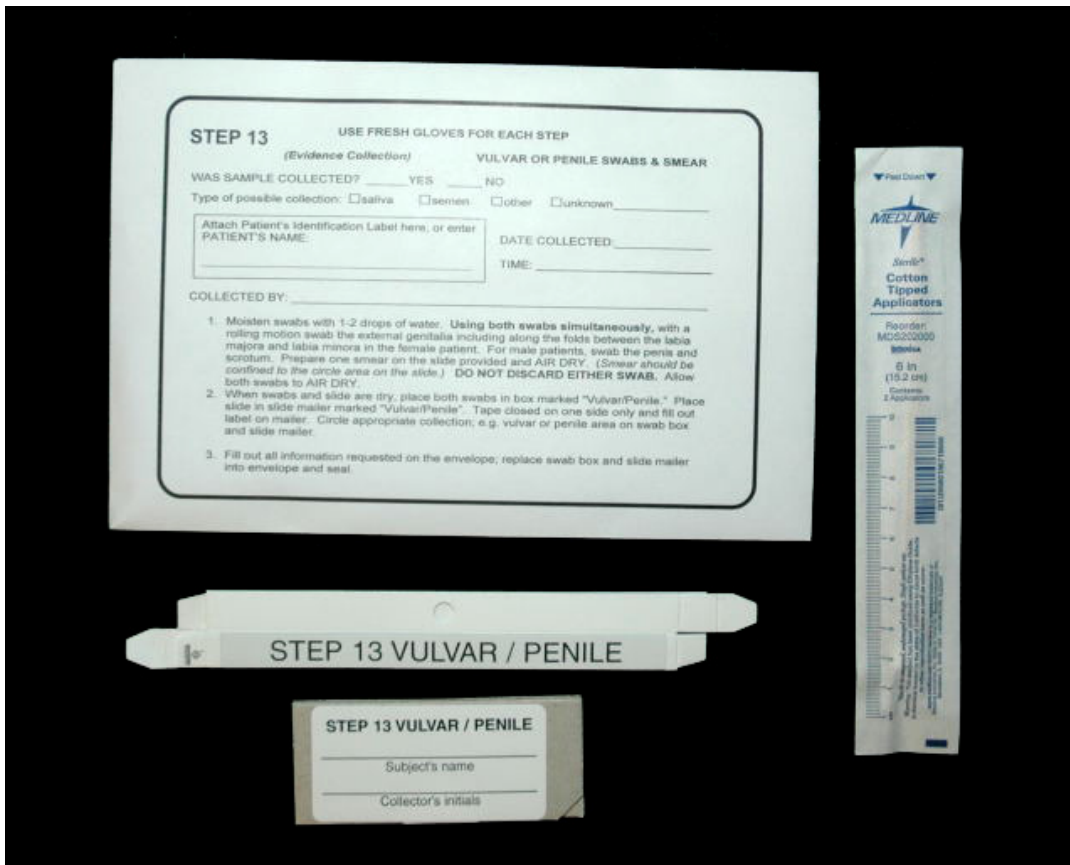 STEP 13
USE FRESH GLOVES FOR EACH STEP
(Evidence Collection)
VULVAR OR PENILE SWABS & SMEAR
WAS SAMPLE COLLECTED? _____ YES _____ NO
Type of possible collection: ☐saliva ☐semen ☐other ☐unknown__________
Attach Patient's Identification Label here, or enter
PATIENT'S NAME:
DATE COLLECTED:__________
TIME:__________
COLLECTED BY:__________
1. Moisten swabs with 1-2 drops of water. Using both swabs simultaneously, with a
rolling motion swab the external genitalia including along the folds between the labia
majora and labia minora in the female patient. For male patients, swab the penis and
scrotum. Prepare one smear on the slide provided and AIR DRY. (Smear should be
confined to the circle area on the slide.) DO NOT DISCARD EITHER SWAB. Allow
both swabs to AIR DRY.
2. When swabs and slide are dry, place both swabs in box marked "Vulvar/Penile." Place
slide in slide mailer marked "Vulvar/Penile". Tape closed on one side only and fill out
label on mailer. Circle appropriate collection; e.g. vulvar or penile area on swab box
and slide mailer.
3. Fill out all information requested on the envelope; replace swab box and slide mailer
into envelope and seal.
STEP 13 VULVAR / PENILE
STEP 13 VULVAR / PENILE
Subject's name
Collector's initials
Peel Down
MEDLINE
Sterile
Cotton
Tipped
Applicators
Reorder:
MDS202000
6 in
(15.2 cm)
Contents:
2 Applicators